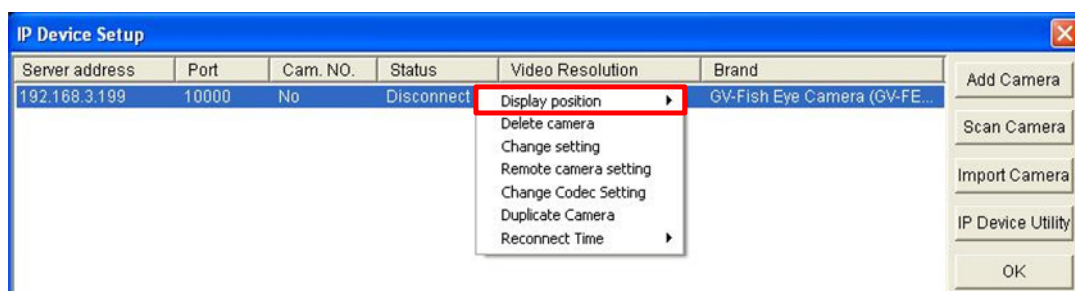 IP Device Setup
Server address Port Cam. NO. Status Video Resolution Brand
192.168.3.199 10000 No Disconnect GV-Fish Eye Camera (GV-FE...
Display position
Delete camera
Change setting
Remote camera setting
Change Codec Setting
Duplicate Camera
Reconnect Time
Add Camera
Scan Camera
Import Camera
IP Device Utility
OK